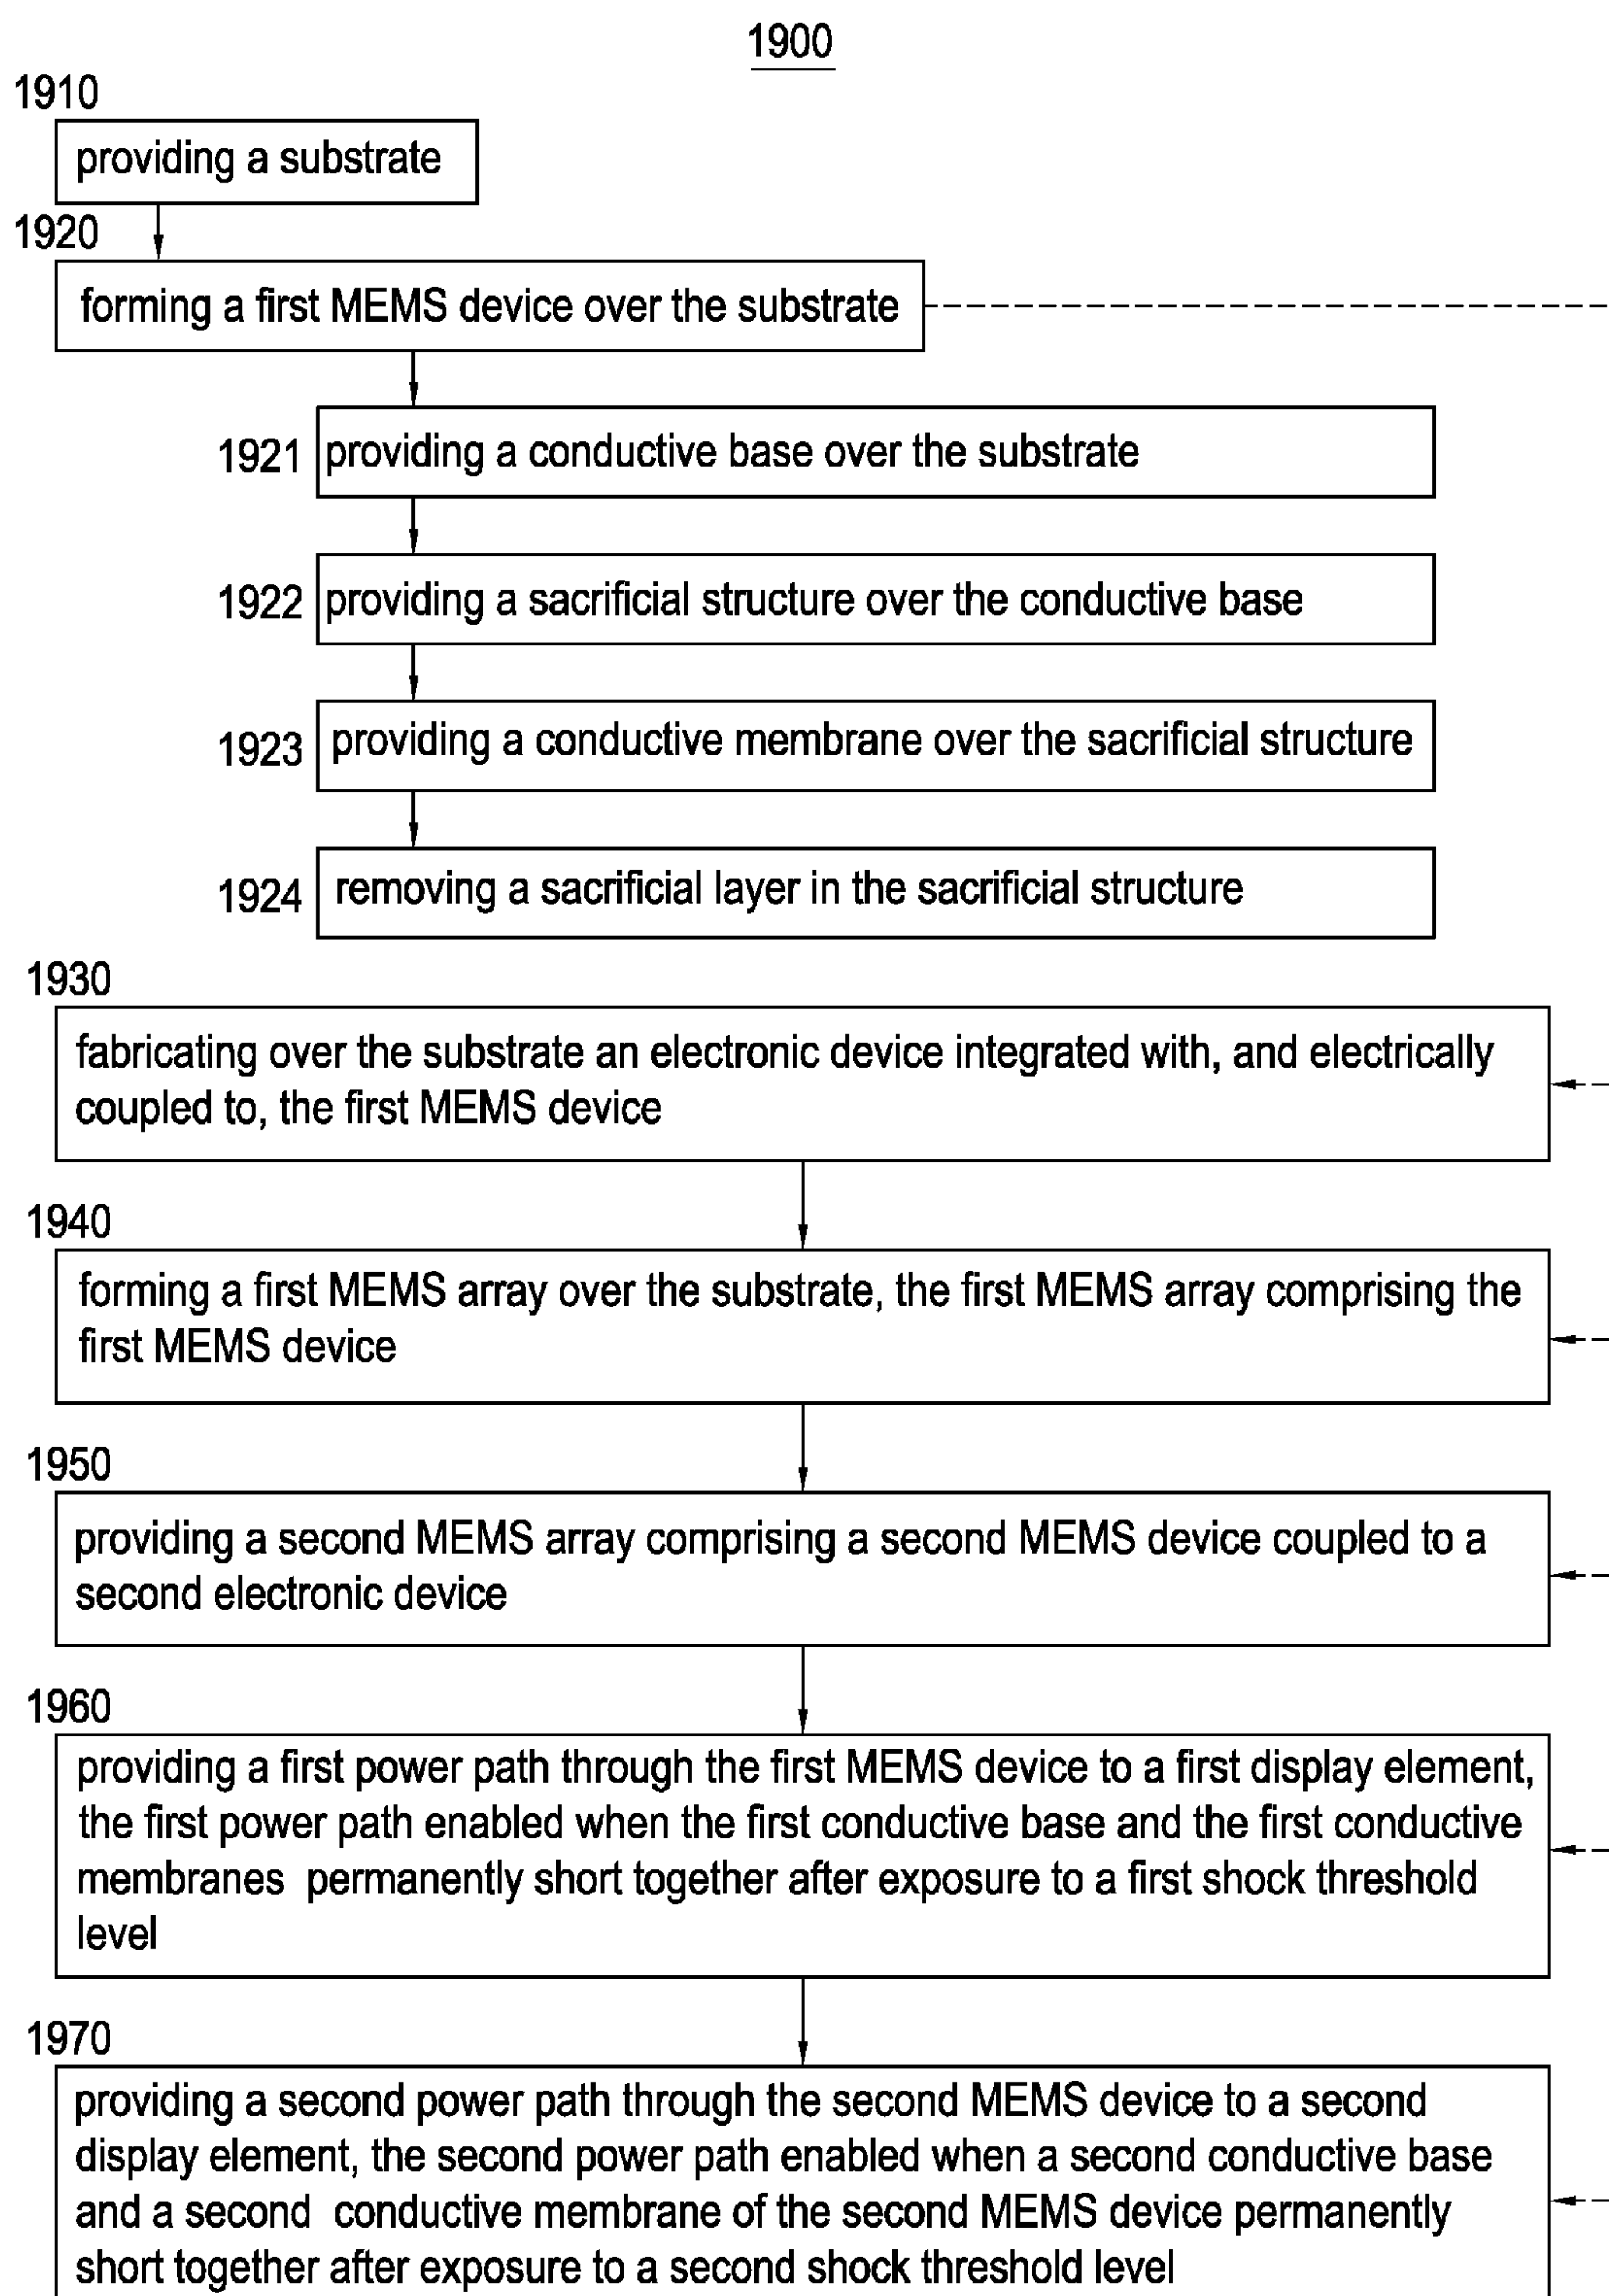 1900
1910
providing a substrate
1920
forming a first MEMS device over the substrate
1921
providing a conductive base over the substrate
1922
providing a sacrificial structure over the conductive base
1923
providing a conductive membrane over the sacrificial structure
1924
removing a sacrificial layer in the sacrificial structure
1930
fabricating over the substrate an electronic device integrated with, and electrically
coupled to, the first MEMS device
1940
forming a first MEMS array over the substrate, the first MEMS array comprising the
first MEMS device
1950
providing a second MEMS array comprising a second MEMS device coupled to a
second electronic device
1960
providing a first power path through the first MEMS device to a first display element,
the first power path enabled when the first conductive base and the first conductive
membranes permanently short together after exposure to a first shock threshold
level
1970
providing a second power path through the second MEMS device to a second
display element, the second power path enabled when a second conductive base
and a second conductive membrane of the second MEMS device permanently
short together after exposure to a second shock threshold level